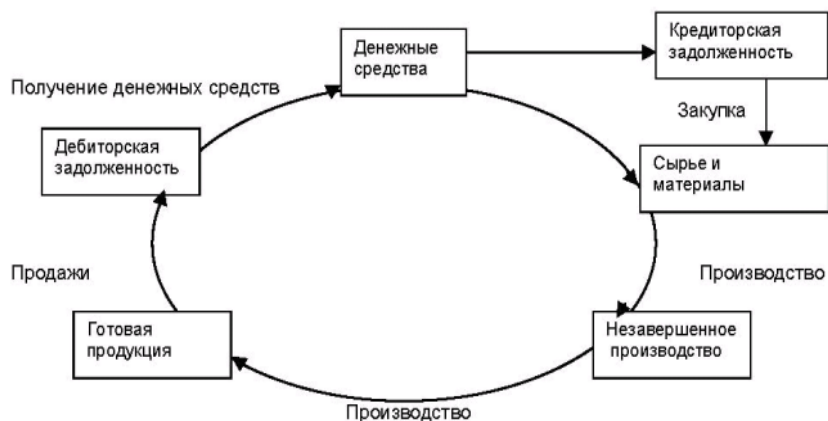 Денежные
средства
Кредиторская
задолженность
Получение денежных средств
Закупка
Дебиторская
задолженность
Сырье и
материалы
Продажи
Производство
Готовая
продукция
Незавершенное
производство
Производство